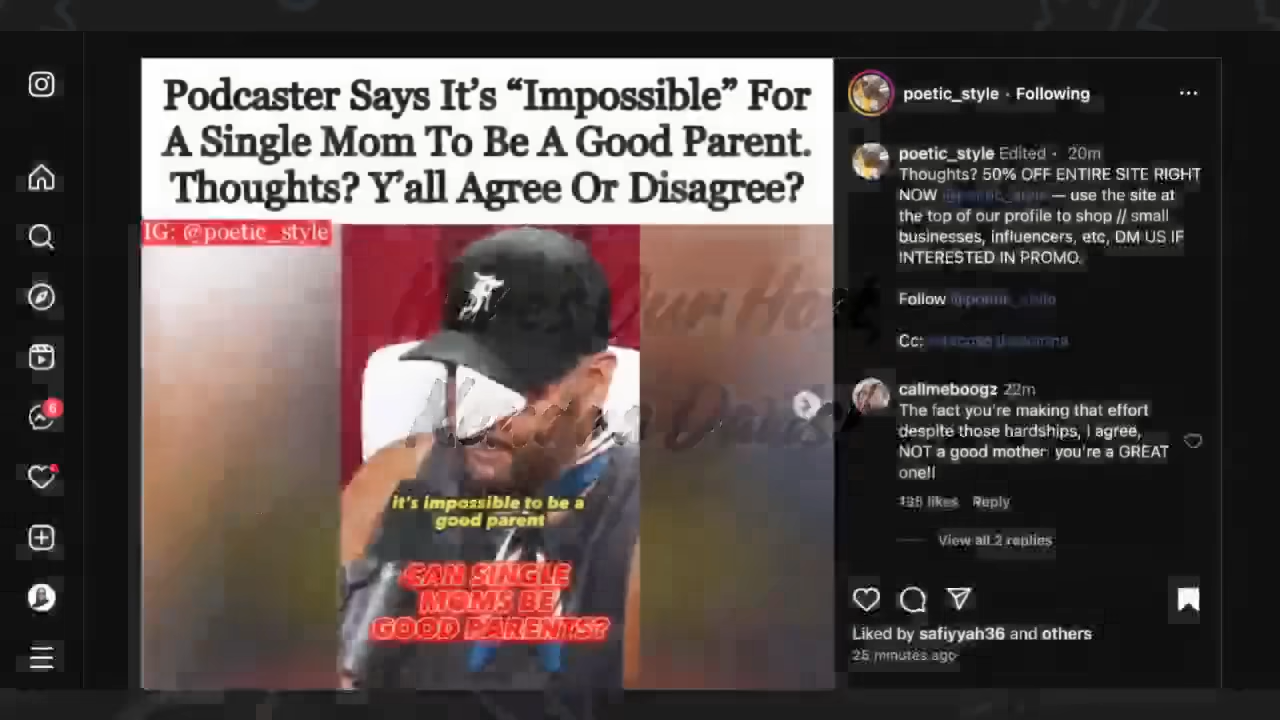 Podcaster Says It's “Impossible” For
A Single Mom To Be A Good Parent.
Thoughts? Y'all Agree Or Disagree?
IG: @poetic_style
it's impossible to be a
good parent
CAN SINGLE
MOMS BE
GOOD PARENTS?
6
poetic_style · Following
poetic_style Edited · 20m
Thoughts? 50% OFF ENTIRE SITE RIGHT
NOW — use the site at
the top of our profile to shop // small
businesses, influencers, etc, DM US IF
INTERESTED IN PROMO.
Follow
Cc:
callmeboogz 22m
The fact you're making that effort
despite those hardships, I agree,
NOT a good mother you're a GREAT
one!!
likes Reply
View all 2 replies
Liked by safiyyah36 and others
25 minutes ago